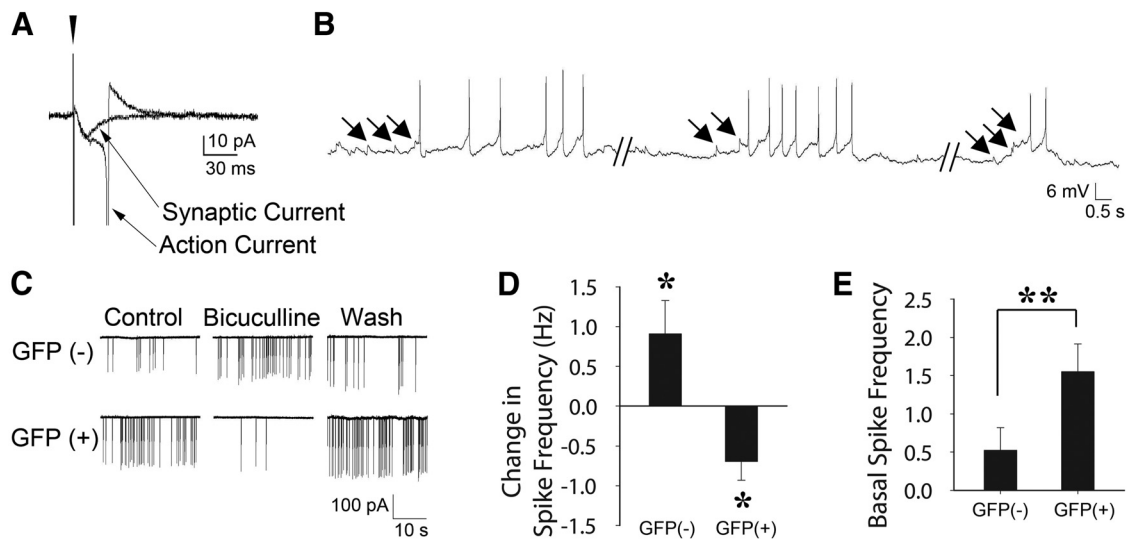 A
10 pA
30 ms
Synaptic Current
Action Current
B
6 mV
0.5 s
C
Control Bicuculline Wash
GFP (-)
GFP (+)
100 pA
10 s
D
Change in
Spike Frequency (Hz)
1.5
1.0
0.5
0.0
-0.5
-1.0
-1.5
*
*
GFP(-) GFP(+)
E
Basal Spike Frequency
2.5
2.0
1.5
1.0
0.5
0.0
**
GFP(-) GFP(+)